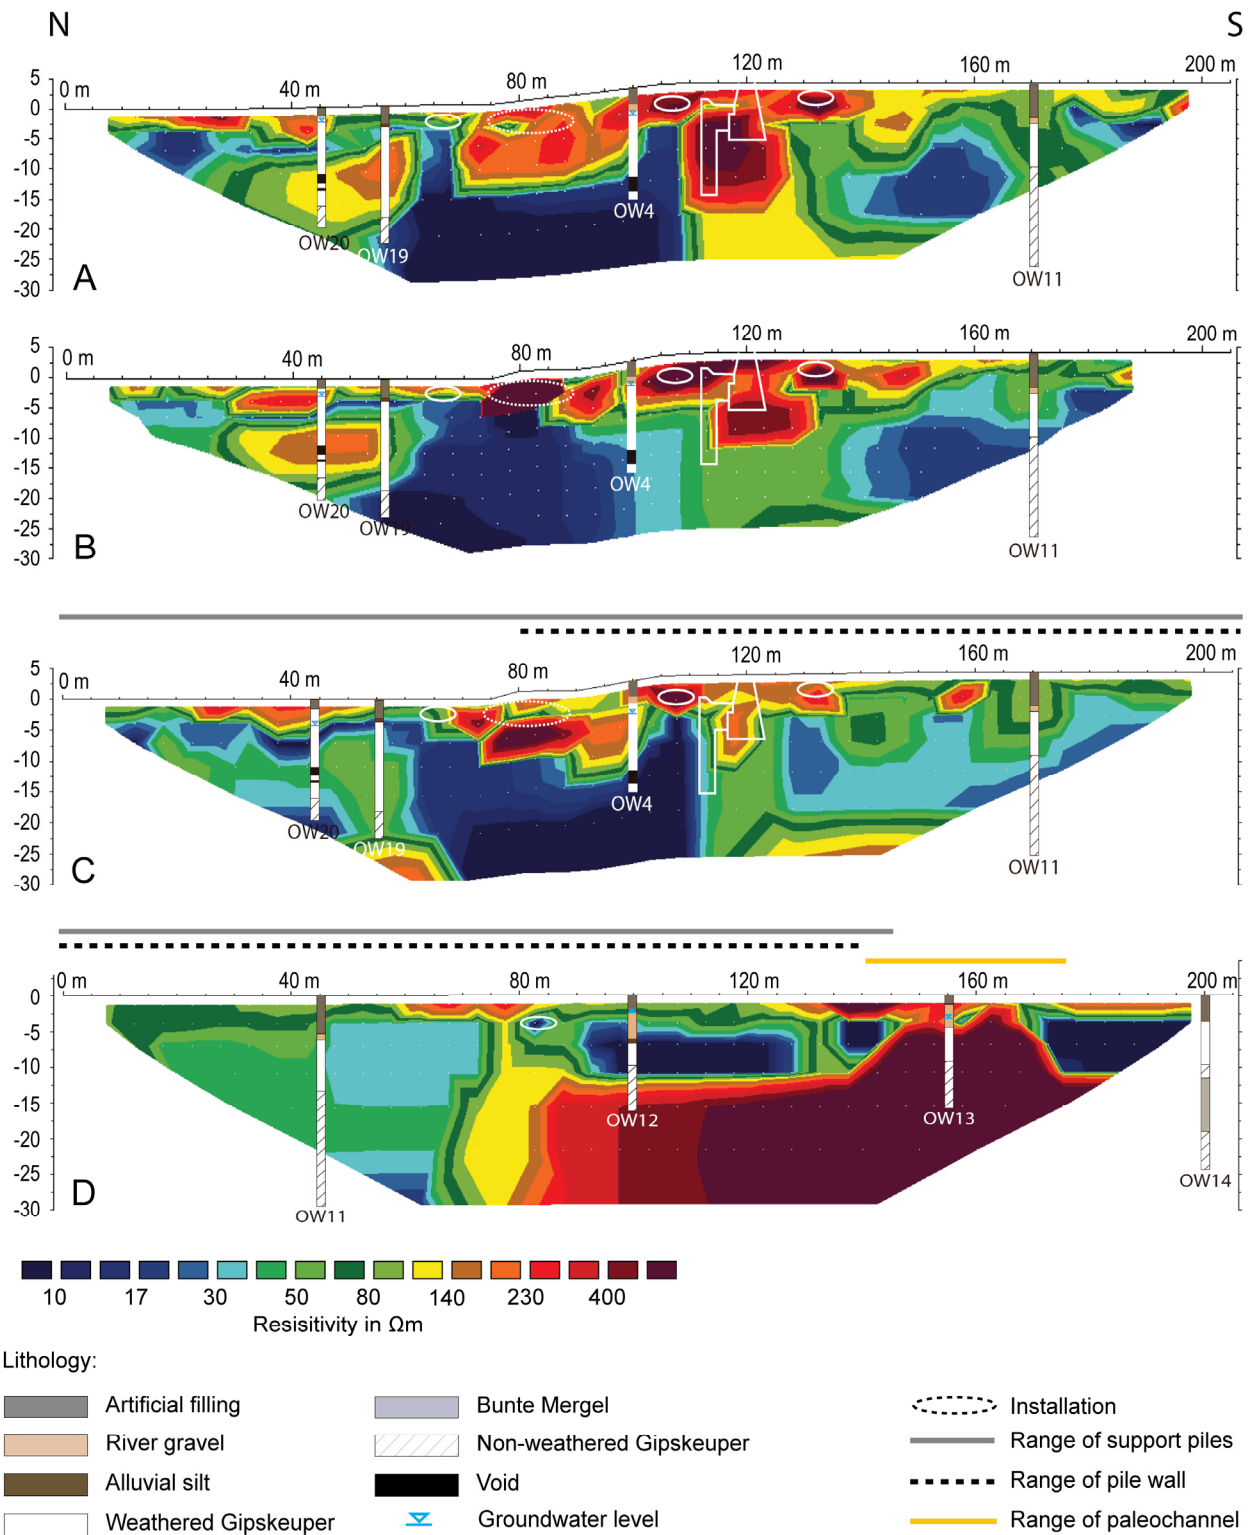 N S
0 m 40 m 80 m 120 m 160 m 200 m
5
0
-5
-10
-15
-20
-25
-30
OW20
OW19
OW4
OW11
A
0 m 40 m 80 m 120 m 160 m 200 m
5
0
-5
-10
-15
-20
-25
-30
OW20
OW19
OW4
OW11
B
0 m 40 m 80 m 120 m 160 m 200 m
5
0
-5
-10
-15
-20
-25
-30
OW20
OW19
OW4
OW11
C
0 m 40 m 80 m 120 m 160 m 200 m
0
-5
-10
-15
-20
-25
-30
OW11
OW12
OW13
OW14
D
10 17 30 50 80 140 230 400
Resisitivity in Ωm
Lithology:
Artificial filling
River gravel
Alluvial silt
Weathered Gipskeuper
Bunte Mergel
Non-weathered Gipskeuper
Void
Groundwater level
Installation
Range of support piles
Range of pile wall
Range of paleochannel